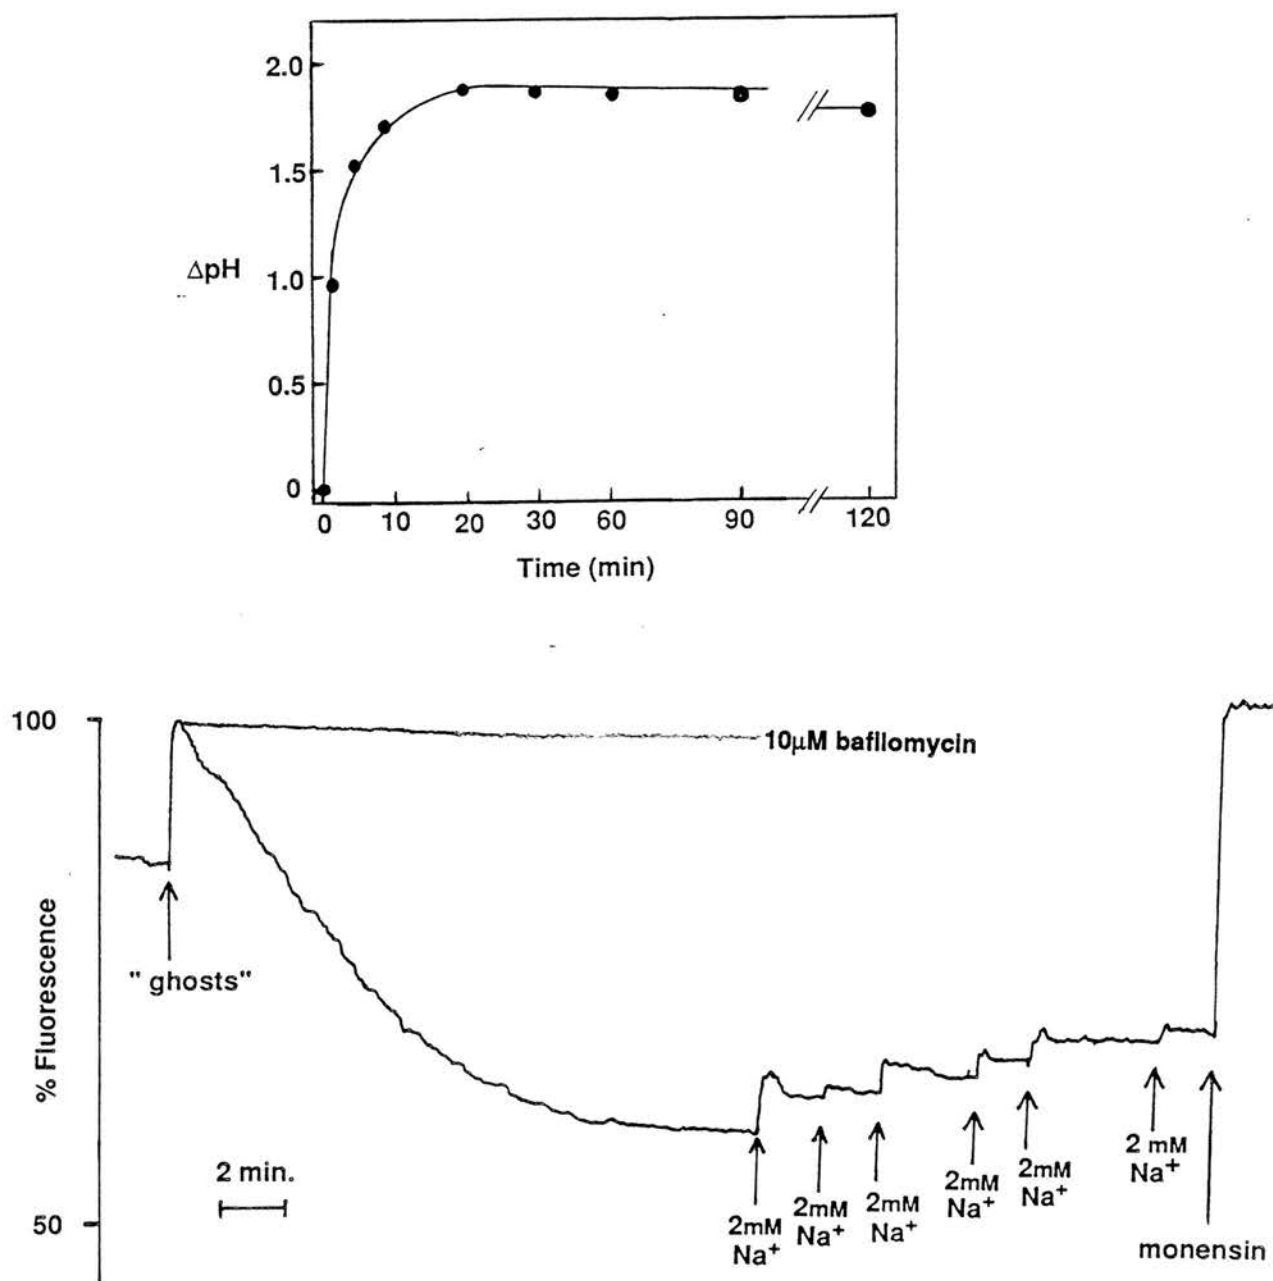 2.0
1.5
ΔpH
1.0
0.5
0
0 10 20 30 60 90 120
Time (min)
100
10μM bafilomycin
% Fluorescence
" ghosts"
2 min.
50
2mM
Na⁺
2mM
Na⁺
2mM
Na⁺
2mM
Na⁺
2mM
Na⁺
2 mM
Na⁺
monensin